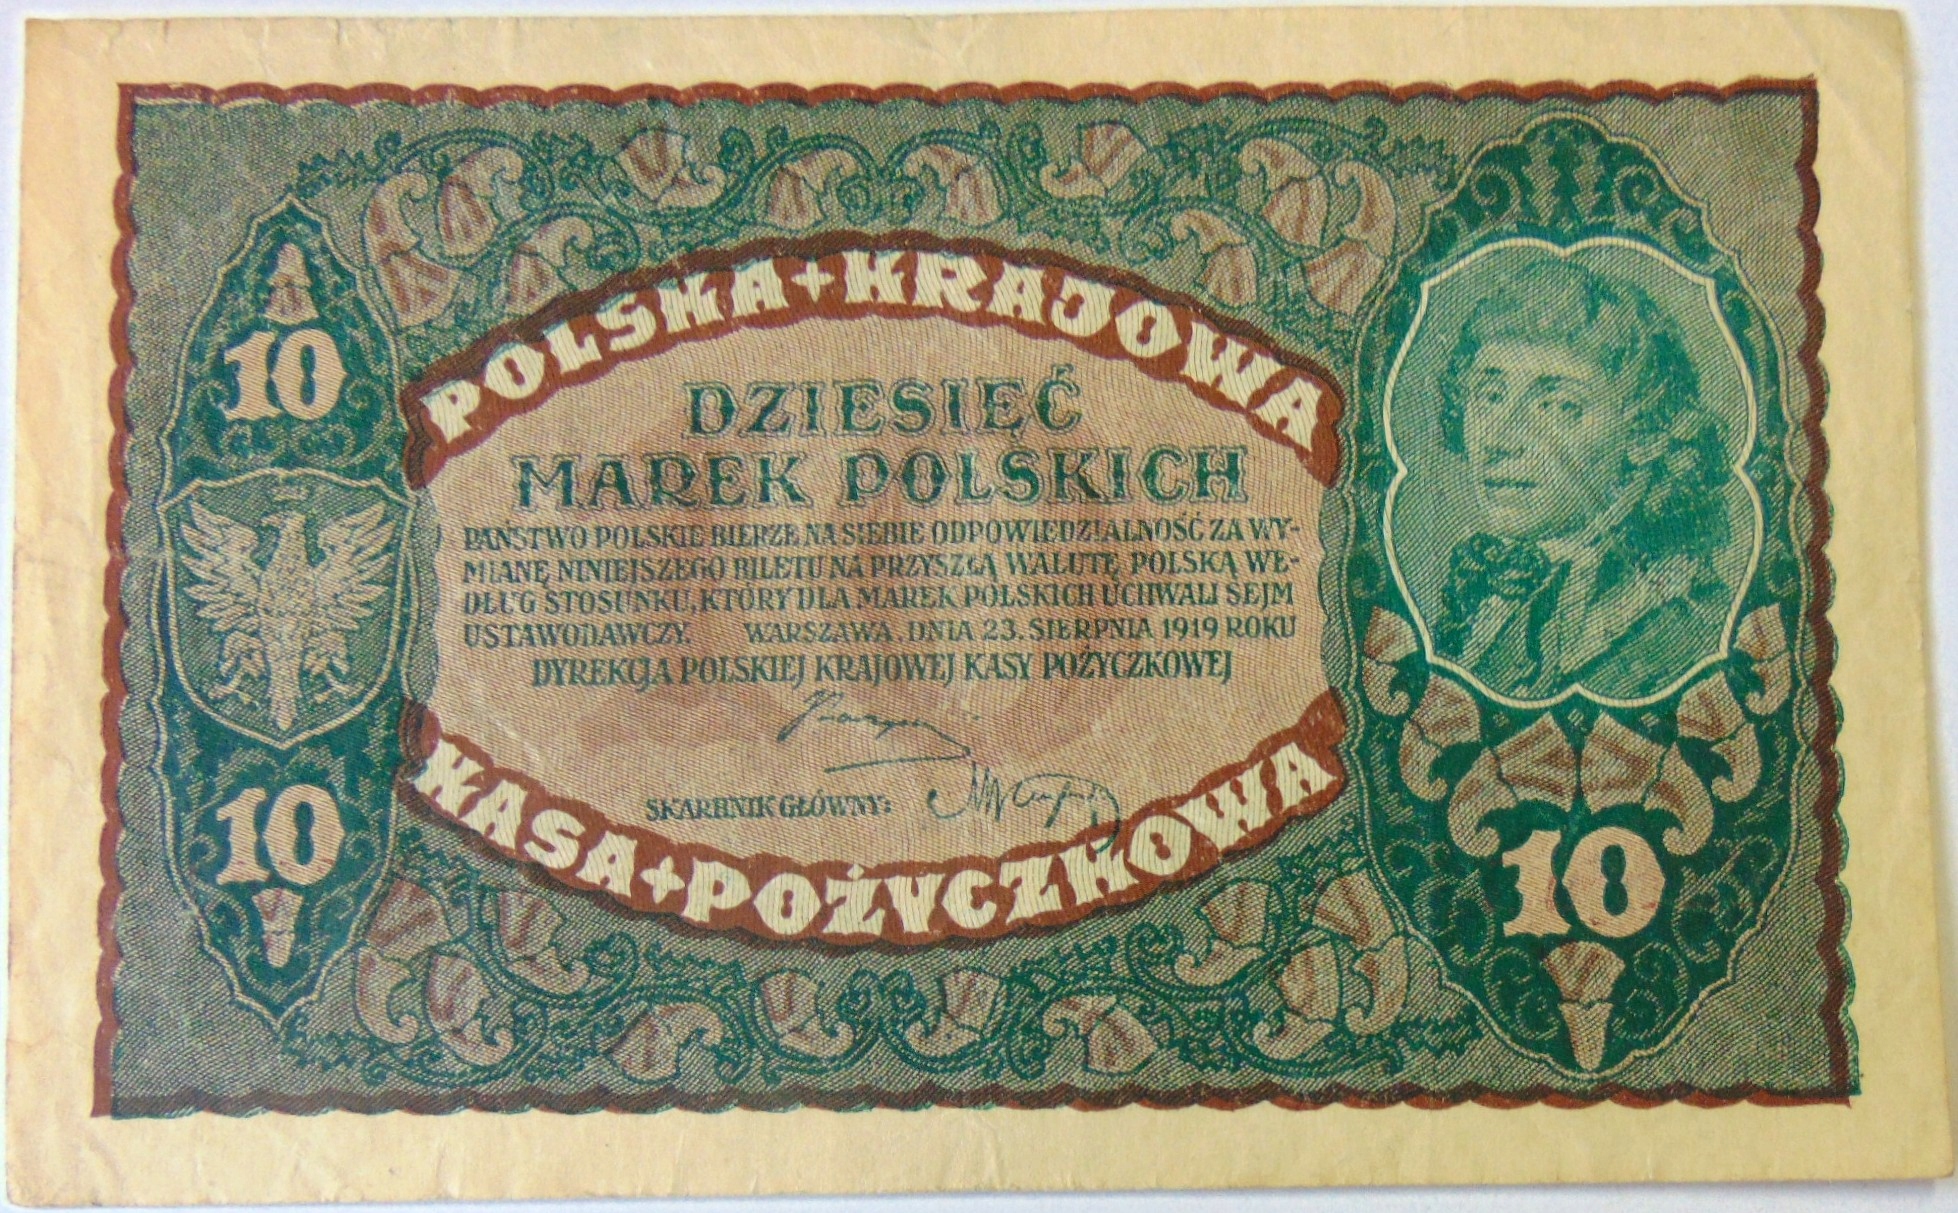 POLSKA + KRAJOWA
10
DZIESIĘĆ
MAREK POLSKICH
PAŃSTWO POLSKIE BIERZE NA SIEBIE ODPOWIEDZIALNOŚĆ ZA WY-
MIANĘ NINIEJSZEGO BILETU NA PRZYSZŁĄ WALUTĘ POLSKĄ WE-
DŁUG STOSUNKU, KTÓRY DLA MAREK POLSKICH UCHWALI SEJM
USTAWODAWCZY. WARSZAWA, DNIA 23. SIERPNIA 1919 ROKU
DYREKCJA POLSKIEJ KRAJOWEJ KASY POŻYCZKOWEJ
SKARBNIK GŁÓWNY:
10
10
KASA + POŻYCZKOWA